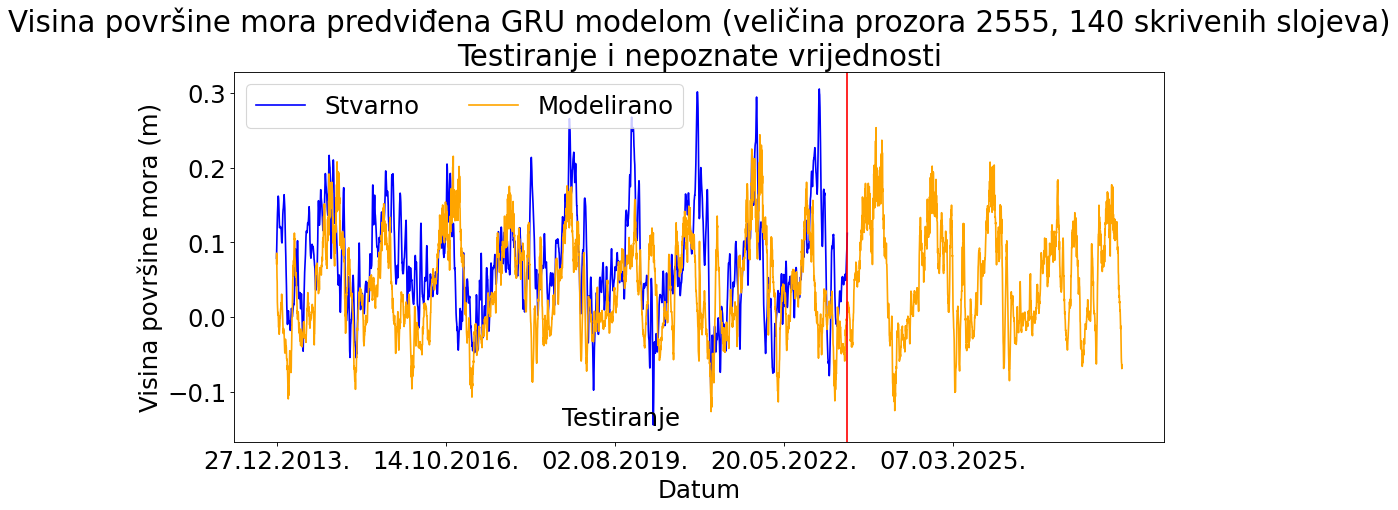 Visina površine mora predviđena GRU modelom (veličina prozora 2555, 140 skrivenih slojeva)
Testiranje i nepoznate vrijednosti
Stvarno
Modelirano
Visina površine mora (m)
0.3
0.2
0.1
0.0
−0.1
Testiranje
27.12.2013.
14.10.2016.
02.08.2019.
20.05.2022.
07.03.2025.
Datum